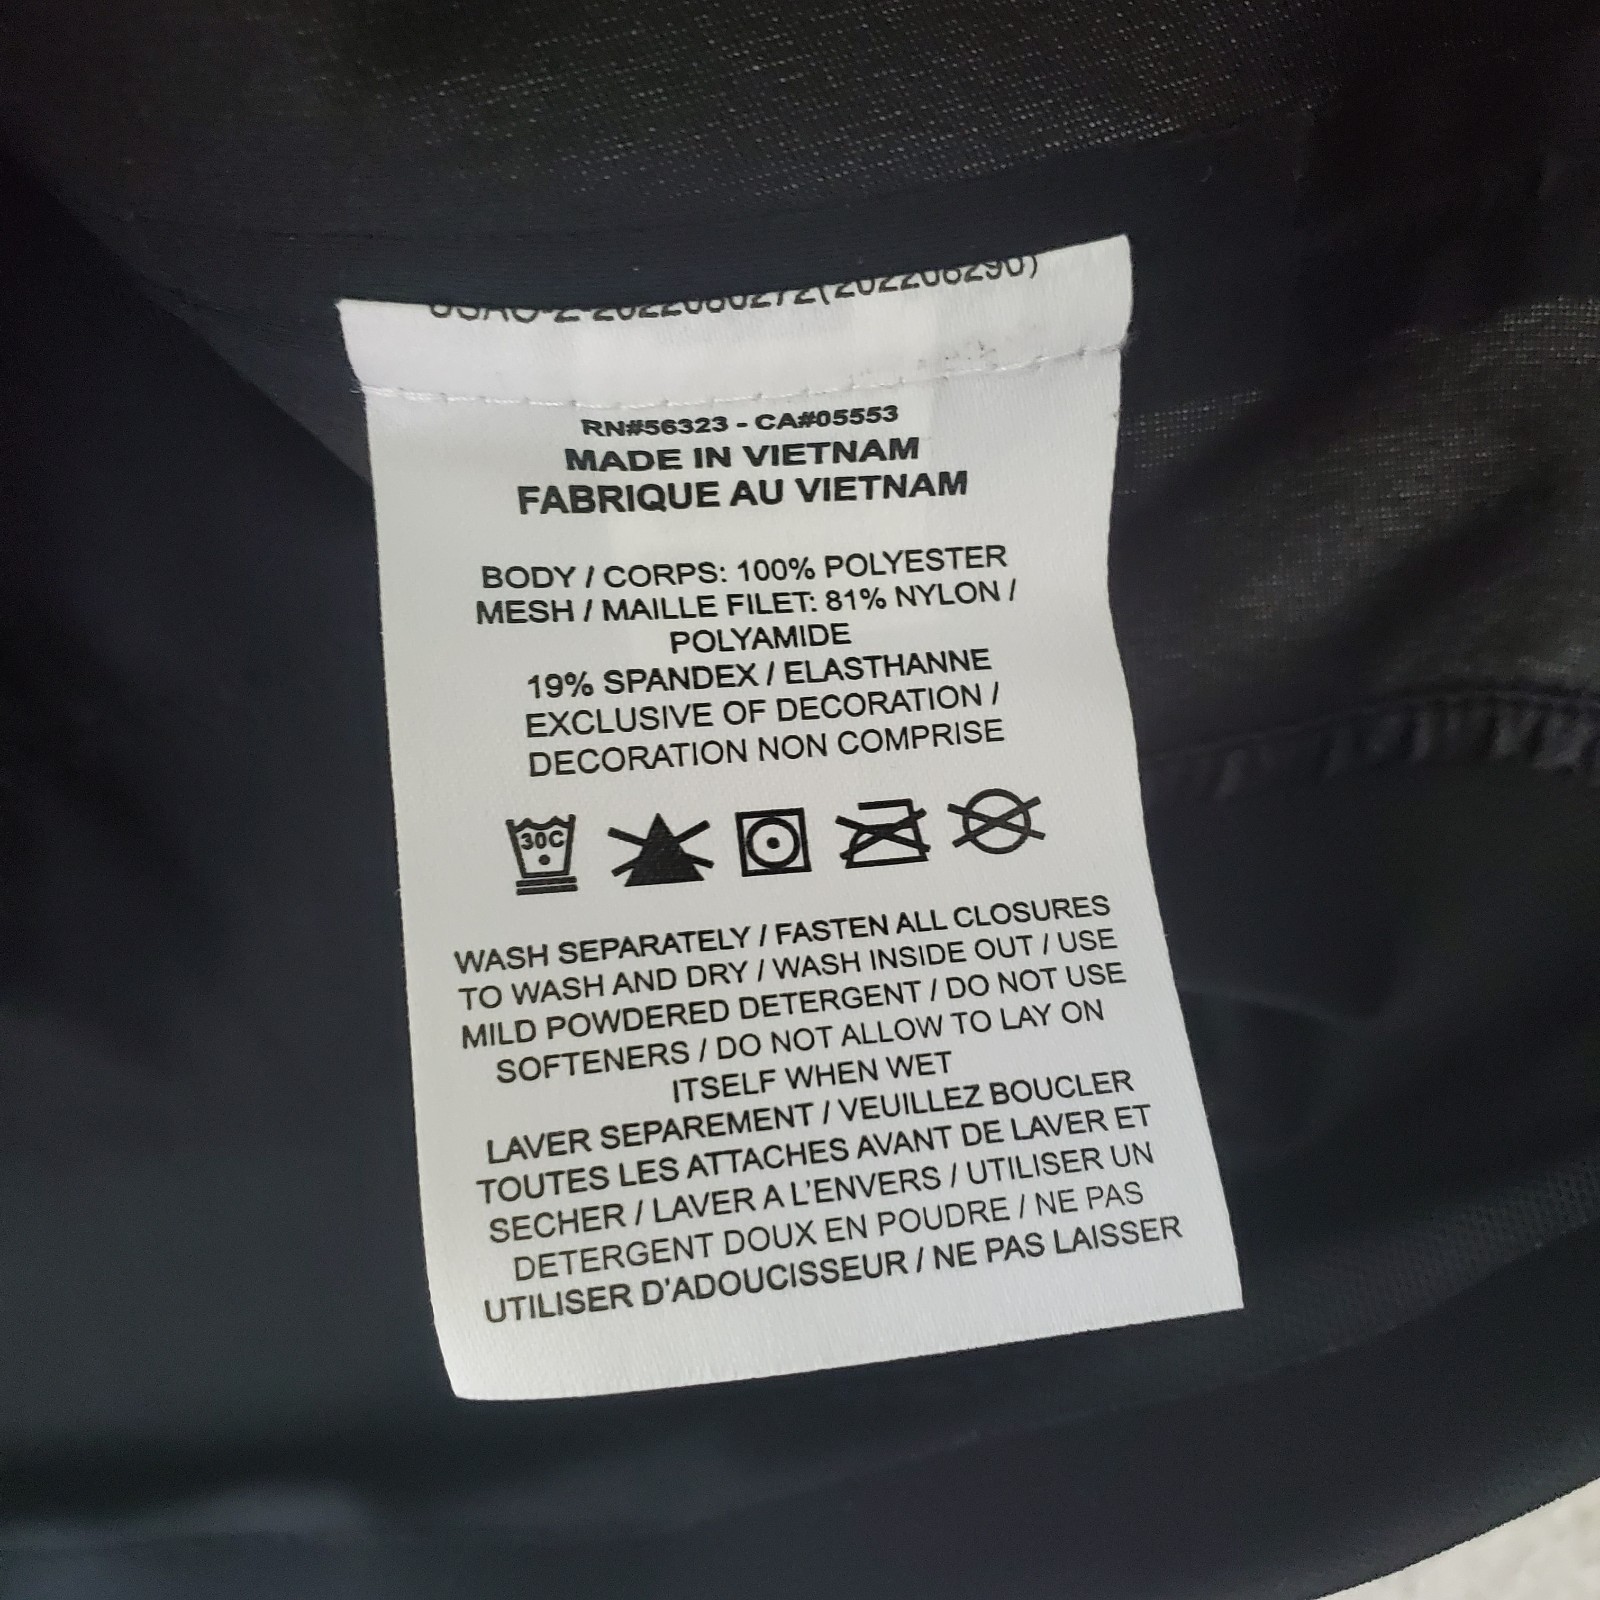 RN#56323 - CA#05553
MADE IN VIETNAM
FABRIQUE AU VIETNAM
BODY / CORPS: 100% POLYESTER
MESH / MAILLE FILET: 81% NYLON /
POLYAMIDE
19% SPANDEX / ELASTHANNE
EXCLUSIVE OF DECORATION /
DECORATION NON COMPRISE
30C
WASH SEPARATELY / FASTEN ALL CLOSURES
TO WASH AND DRY / WASH INSIDE OUT / USE
MILD POWDERED DETERGENT / DO NOT USE
SOFTENERS / DO NOT ALLOW TO LAY ON
ITSELF WHEN WET
LAVER SEPAREMENT / VEUILLEZ BOUCLER
TOUTES LES ATTACHES AVANT DE LAVER ET
SECHER / LAVER A L'ENVERS / UTILISER UN
DETERGENT DOUX EN POUDRE / NE PAS
UTILISER D'ADOUCISSEUR / NE PAS LAISSER